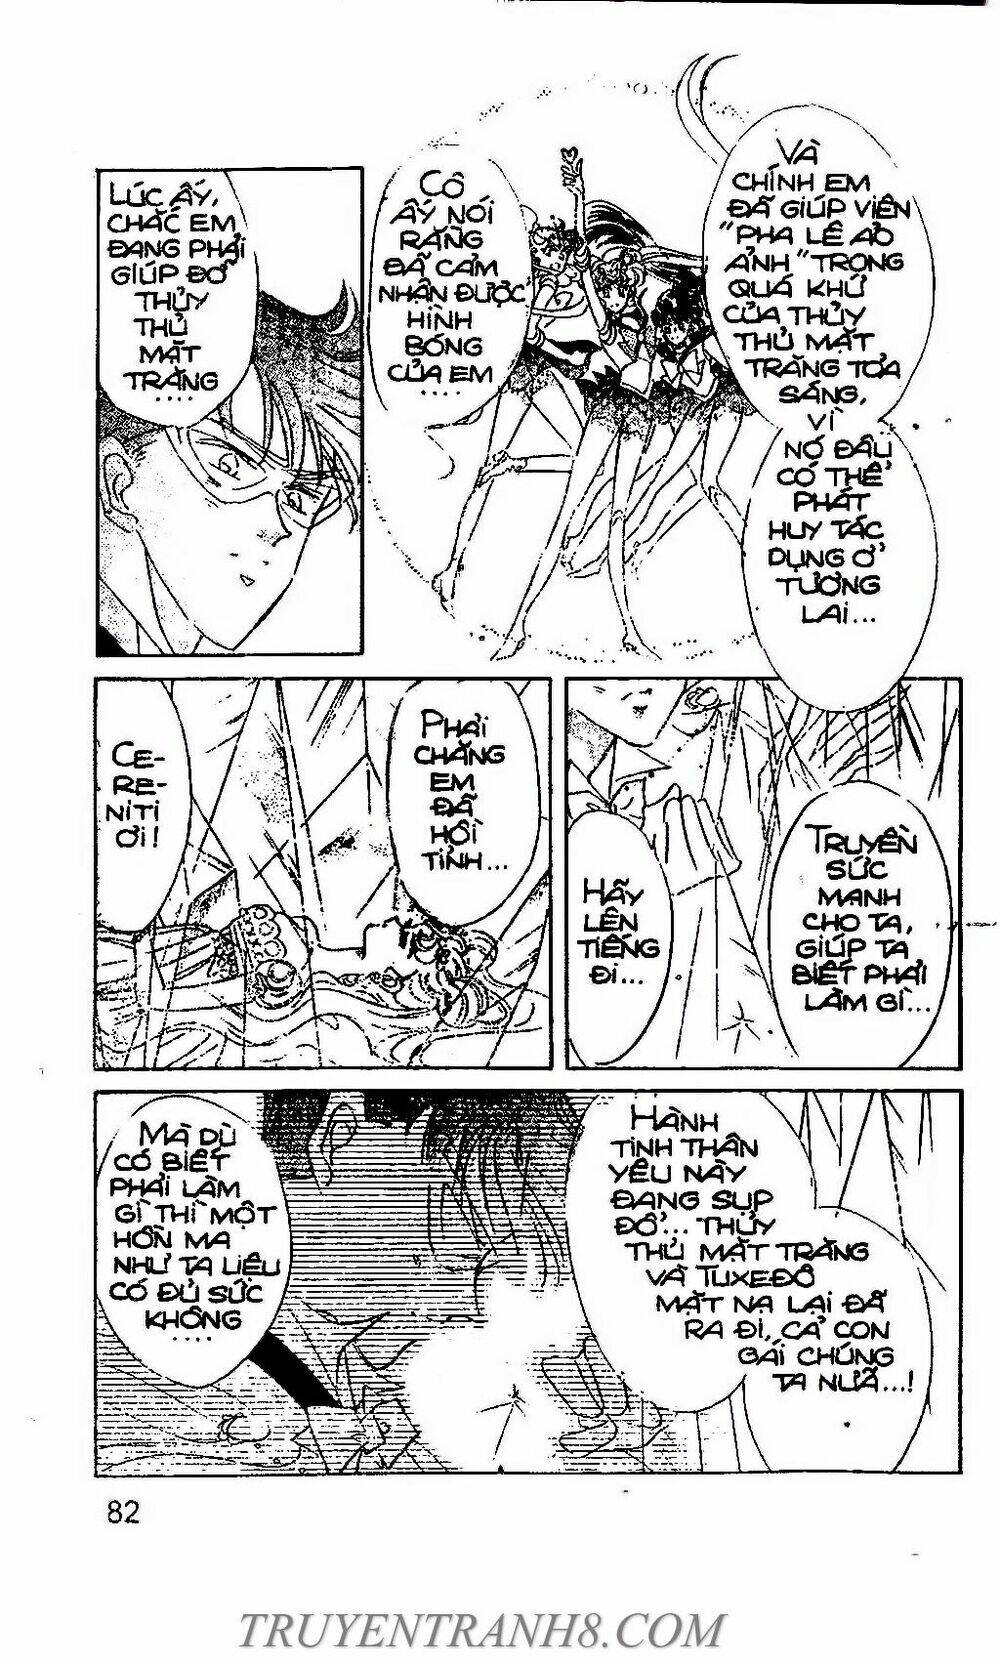 LÚC ẤY,
CHẮC EM
ĐANG PHẢI
GIÚP ĐỠ
THỦY
THỦ
MẶT
TRĂNG
....
CÔ
ẤY NÓI
RẰNG
ĐÃ CẢM
NHẬN ĐƯỢC
HÌNH
BÓNG
CỦA EM
....
VÀ
CHÍNH EM
ĐÃ GIÚP VIÊN
"PHA LÊ ẢO
ẢNH" TRONG
QUÁ KHỨ
CỦA THỦY
THỦ MẶT
TRĂNG TỎA
SÁNG,
VÌ
NÓ ĐÂU
CÓ THỂ
PHÁT
HUY TÁC
DỤNG Ở
TƯƠNG
LAI...
CE-
RE-
NITI
ƠI!
PHẢI
CHĂNG
EM
ĐÃ
HỒI
TỈNH...
HÃY
LÊN
TIẾNG
ĐI...
TRUYỀN
SỨC
MẠNH
CHO TA,
GIÚP TA
BIẾT PHẢI
LÀM GÌ...
MÀ DÙ
CÓ BIẾT
PHẢI LÀM
GÌ THÌ MỘT
HỒN MA
NHƯ TA LIỆU
CÓ ĐỦ SỨC
KHÔNG
....
HÀNH
TINH THÂN
YÊU NÀY
ĐANG SỤP
ĐỔ... THỦY
THỦ MẶT TRĂNG
VÀ TUXEDÔ
MẶT NẠ LẠI ĐÃ
RA ĐI, CẢ CON
GÁI CHÚNG
TA NỮA...!
82
TRUYENTRANH8.COM